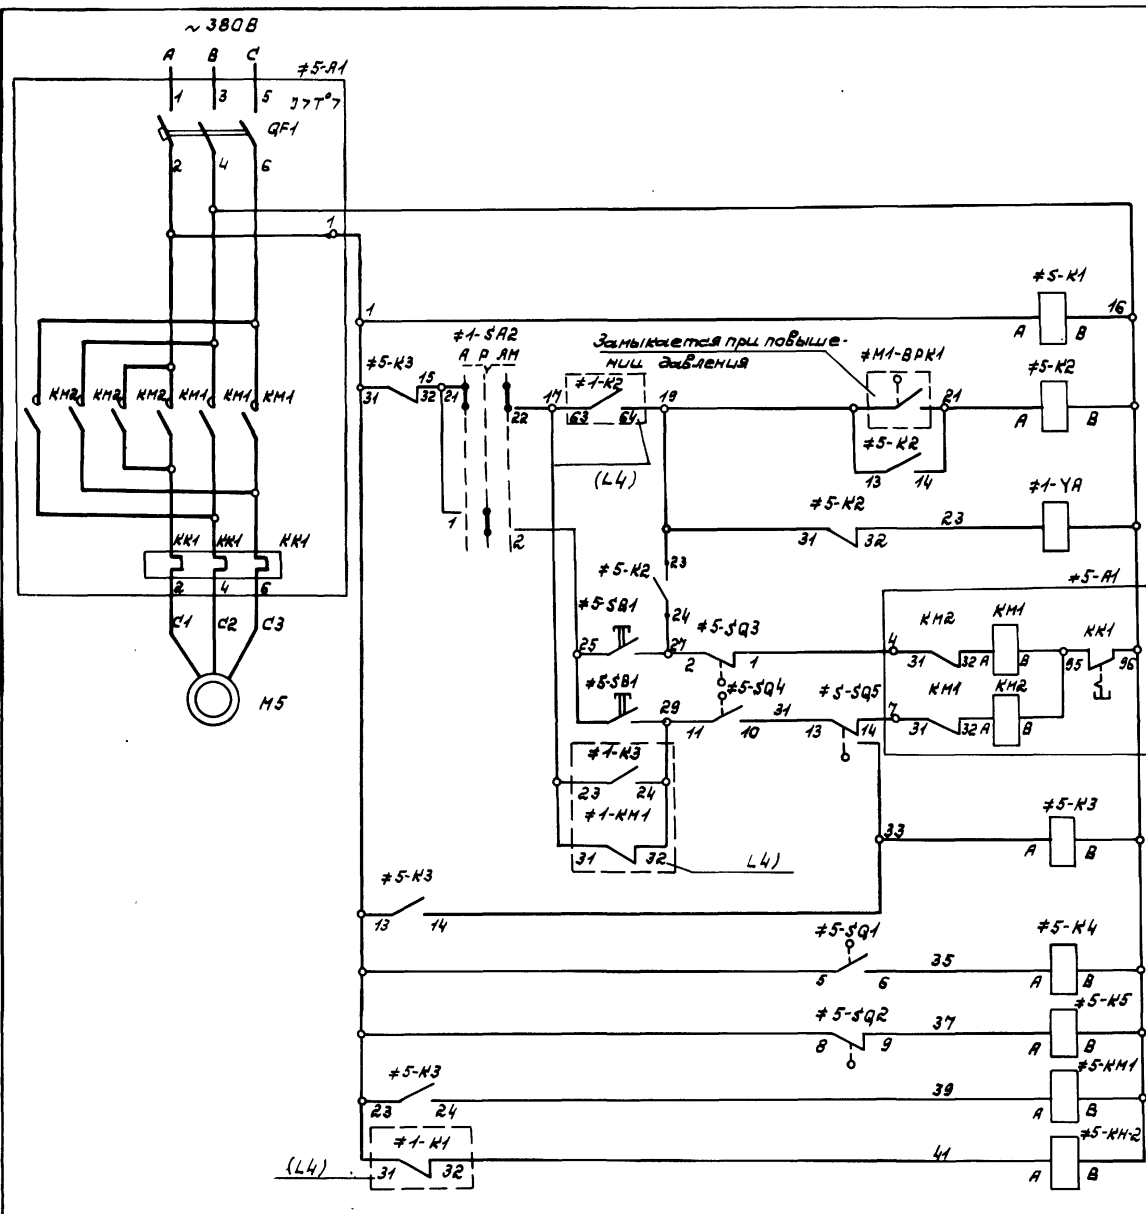 ~ 380В
А В С
≠5-А1
1 3 5
J> T°>
QF1
2 4 6
1
≠5-К1
1
16
А В
≠1-SА2
Замыкается при повыше-
нии давления
≠М1-ВРК1
≠5-К2
А Р АМ
≠5-К3
15
31 32 21
22
17
≠1-К2
63 64
19
21
А В
КМ2 КМ2 КМ2 КМ1 КМ1 КМ1
≠5-К2
13 14
(L4)
≠1-YА
1
2
≠5-К2
31 32
23
А В
КК1 КК1 КК1
2 4 6
23
≠5-К2
24
≠5-А1
С1 С2 С3
≠5-SВ1
25
27
≠5-SQ3
2 1
4
КМ2
31 32
КМ1
А В
КК1
95 96
М5
≠5-SВ1
29
≠5-SQ4
11 10
31
≠5-SQ5
13 14
7
КМ1
31 32
КМ2
А В
≠1-К3
23 24
≠1-КМ1
31 32
L4)
33
≠5-К3
А В
≠5-К3
13 14
≠5-SQ1
5 6
35
≠5-К4
А В
≠5-SQ2
8 9
37
≠5-К5
А В
≠5-К3
23 24
39
≠5-КМ1
А В
(L4)
≠1-К1
31 32
41
≠5-КН-2
А В